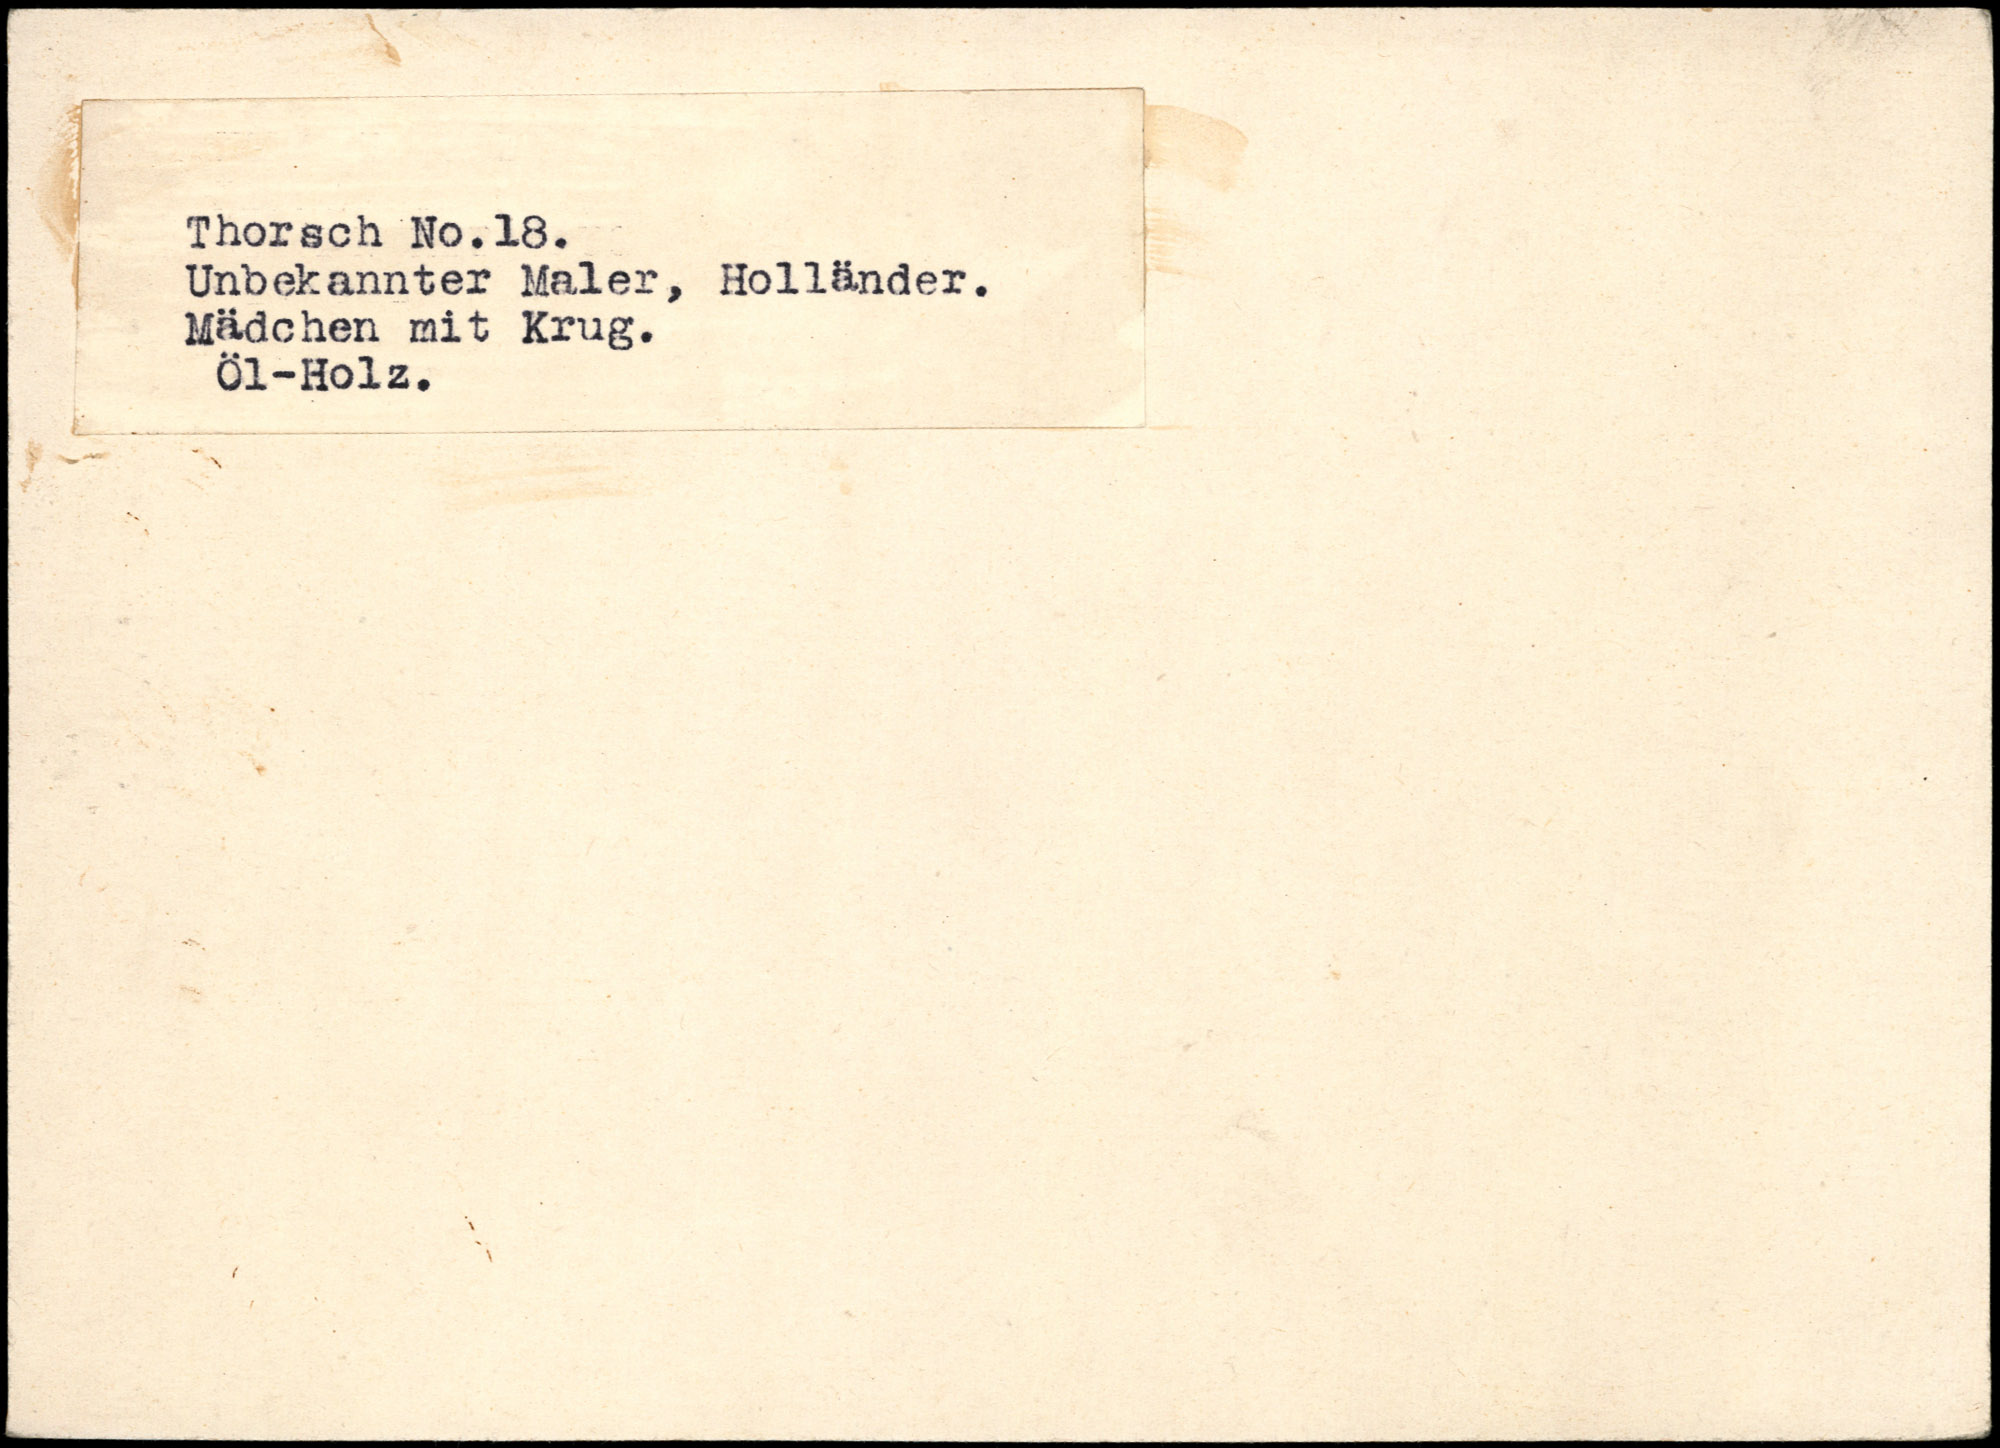 Thorsch No.18.
Unbekannter Maler, Holländer.
Mädchen mit Krug.
Öl-Holz.